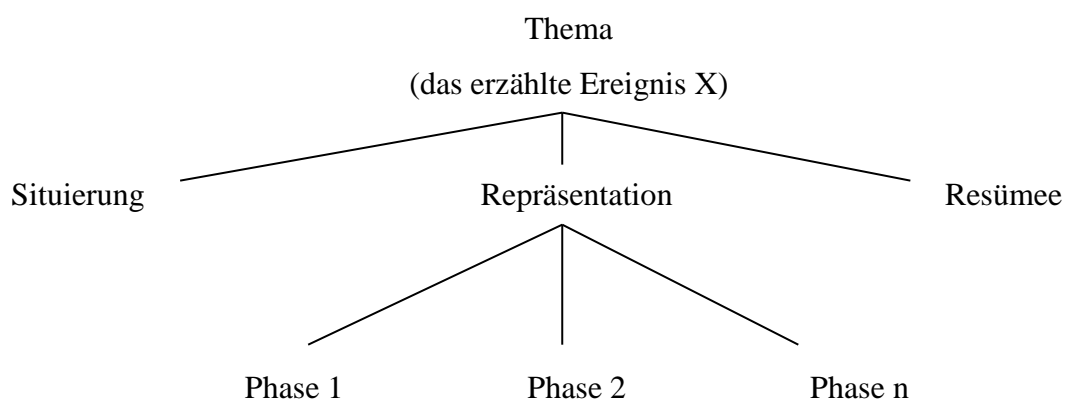 Thema
(das erzählte Ereignis X)
Situierung Repräsentation Resümee
Phase 1 Phase 2 Phase n